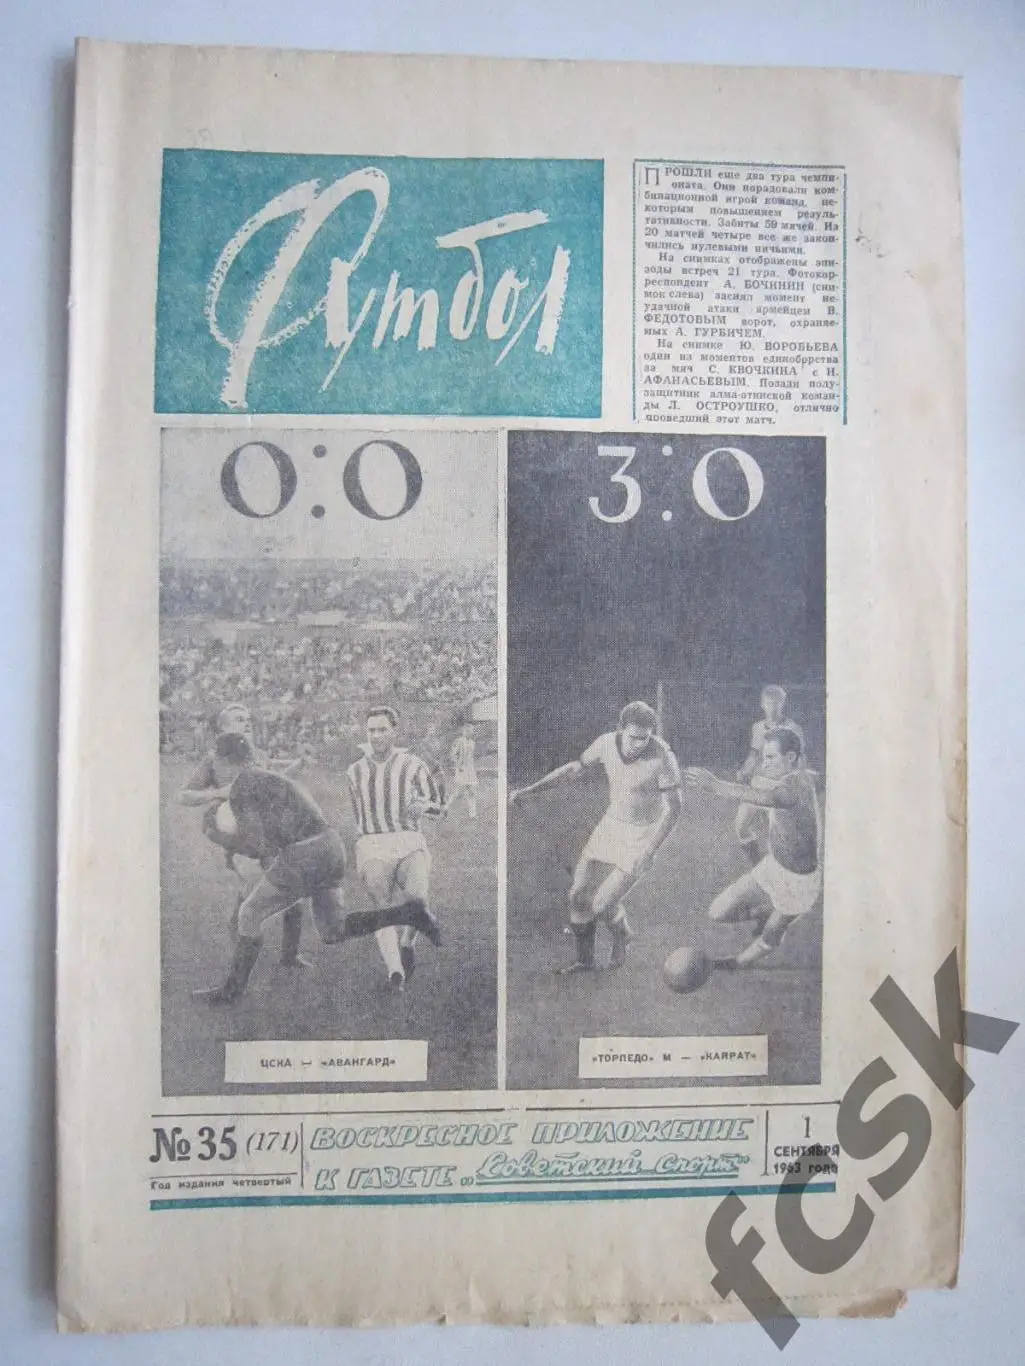 Футбол
ПРОШЛИ еще два тура чемпи-
оната. Они порадовали ком-
бинационной игрой команд, не-
которым повышением резуль-
тативности. Забиты 59 мячей. Из
20 матчей четыре все же закон-
чились нулевыми ничьими.
На снимках отображены эпи-
зоды встреч 21 тура. Фотокор-
респондент А. БОЧИНИН (сни-
мок слева) заснял момент не-
удачной атаки армейцем В.
ФЕДОТОВЫМ ворот, охраняе-
мых А. ГУРБИЧЕМ.
На снимке Ю. ВОРОБЬЕВА
один из моментов единоборства
за мяч С. КВОЧКИНА с Н.
АФАНАСЬЕВЫМ. Позади полу-
защитник алма-атинской коман-
ды Л. ОСТРОУШКО, отлично
проведший этот матч.
0:0
3:0
ЦСКА — «АВАНГАРД»
«ТОРПЕДО» М — «КАЙРАТ»
№ 35 (171)
Год издания четвертый
ВОСКРЕСНОЕ ПРИЛОЖЕНИЕ
К ГАЗЕТЕ „Советский спорт"
1
СЕНТЯБРЯ
1963 года
fcsk